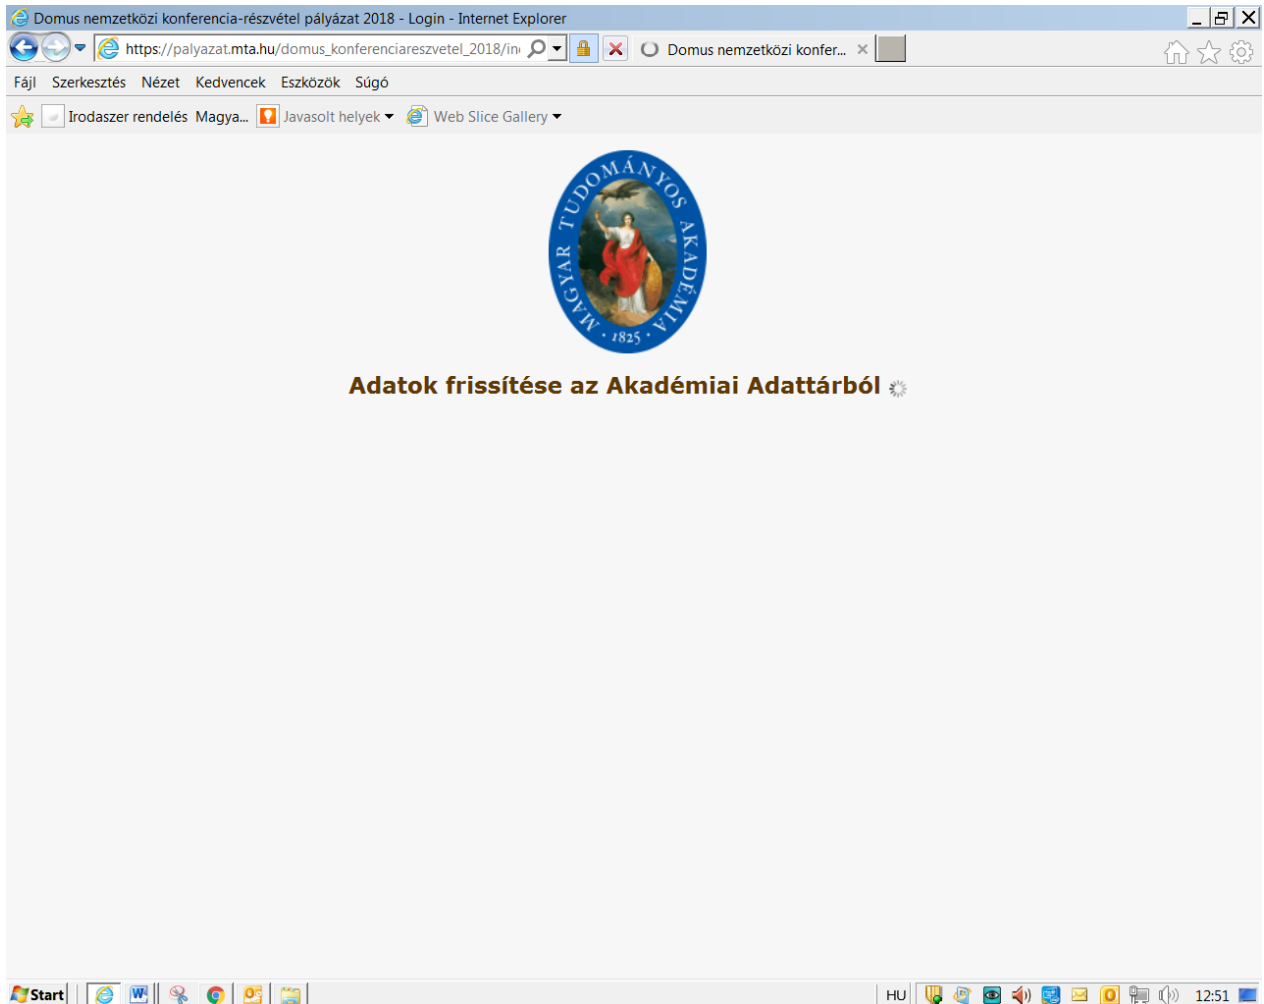 Domus nemzetközi konferencia-részvétel pályázat 2018 - Login - Internet Explorer
https://palyazat.mta.hu/domus_konferenciareszvetel_2018/in
Domus nemzetközi konfer...
Fájl Szerkesztés Nézet Kedvencek Eszközök Súgó
Irodaszer rendelés Magya... Javasolt helyek Web Slice Gallery
MAGYAR TUDOMÁNYOS AKADÉMIA · 1825 ·
Adatok frissítése az Akadémiai Adattárból
Start HU 12:51